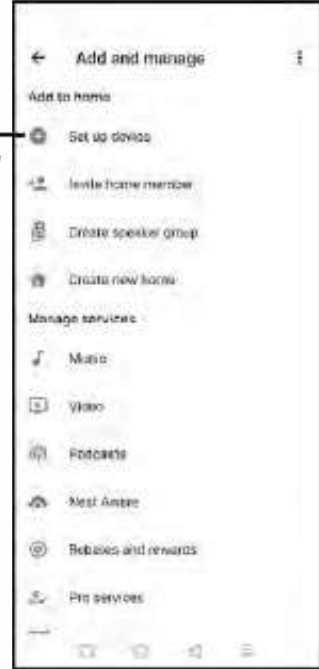 Add and manage
Add to home
Set up device
Invite home member
Create speaker group
Create new home
Manage services
Music
Video
Podcasts
Nest Aware
Rebates and rewards
Pro services